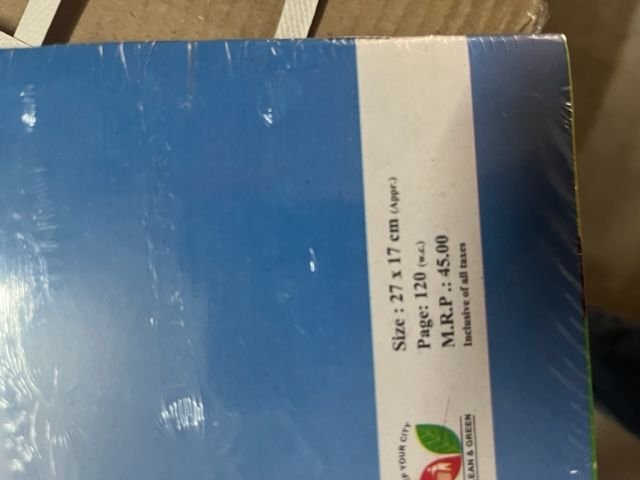 Size : 27 x 17 cm (Appr.)
Page: 120 (w.c.)
M.R.P .: 45.00
Inclusive of all taxes
YOUR CITY
EAN & GREEN